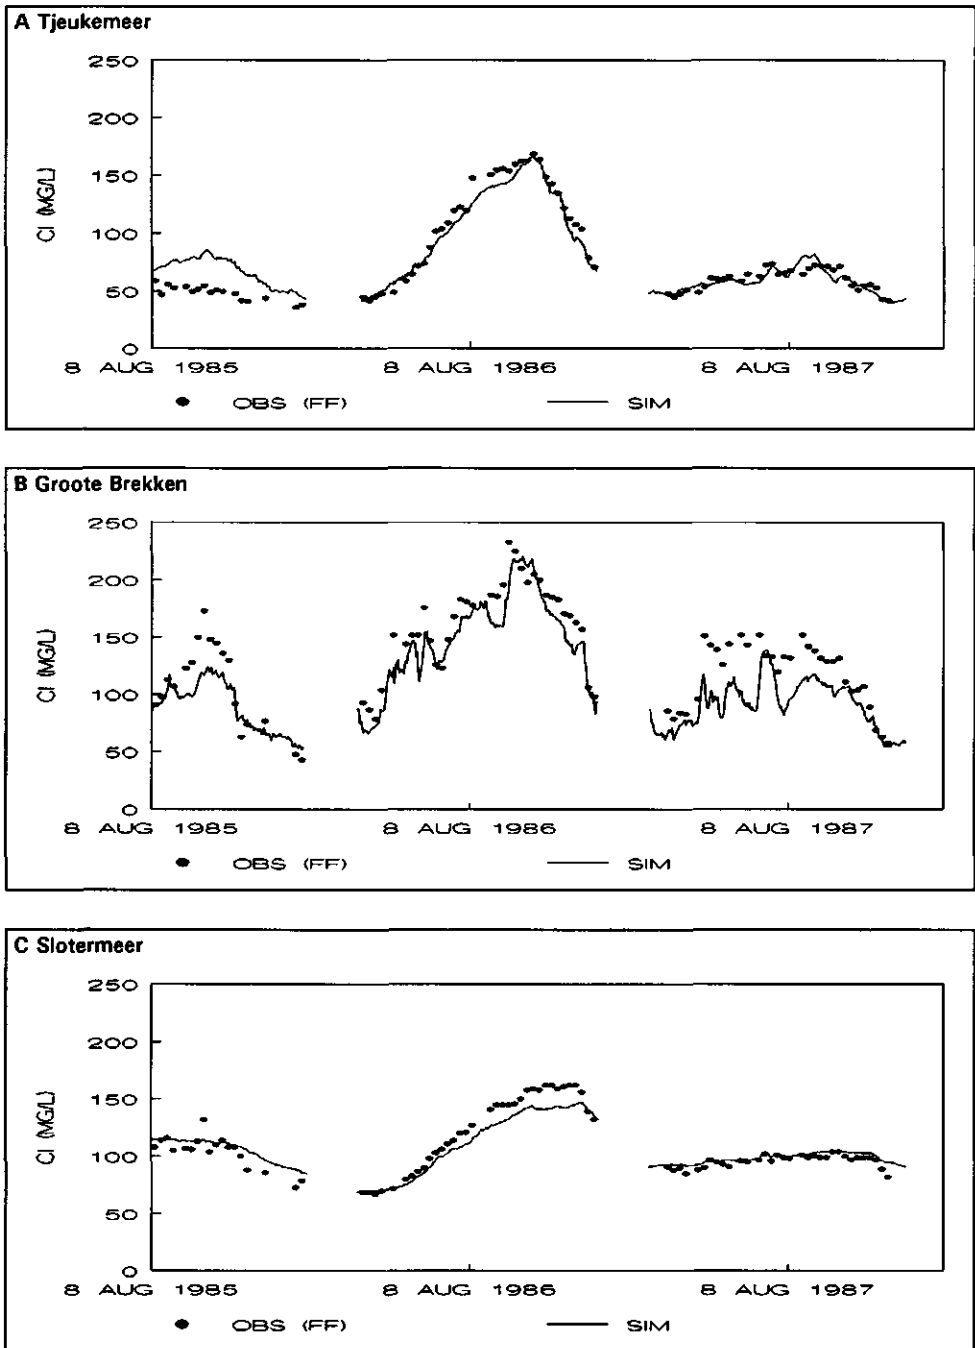 A Tjeukemeer
250
200
150
100
50
0
Cl (MG/L)
8 AUG 1985
8 AUG 1986
8 AUG 1987
OBS (FF)
SIM
B Groote Brekken
250
200
150
100
50
0
Cl (MG/L)
8 AUG 1985
8 AUG 1986
8 AUG 1987
OBS (FF)
SIM
C Slotermeer
250
200
150
100
50
0
Cl (MG/L)
8 AUG 1985
8 AUG 1986
8 AUG 1987
OBS (FF)
SIM